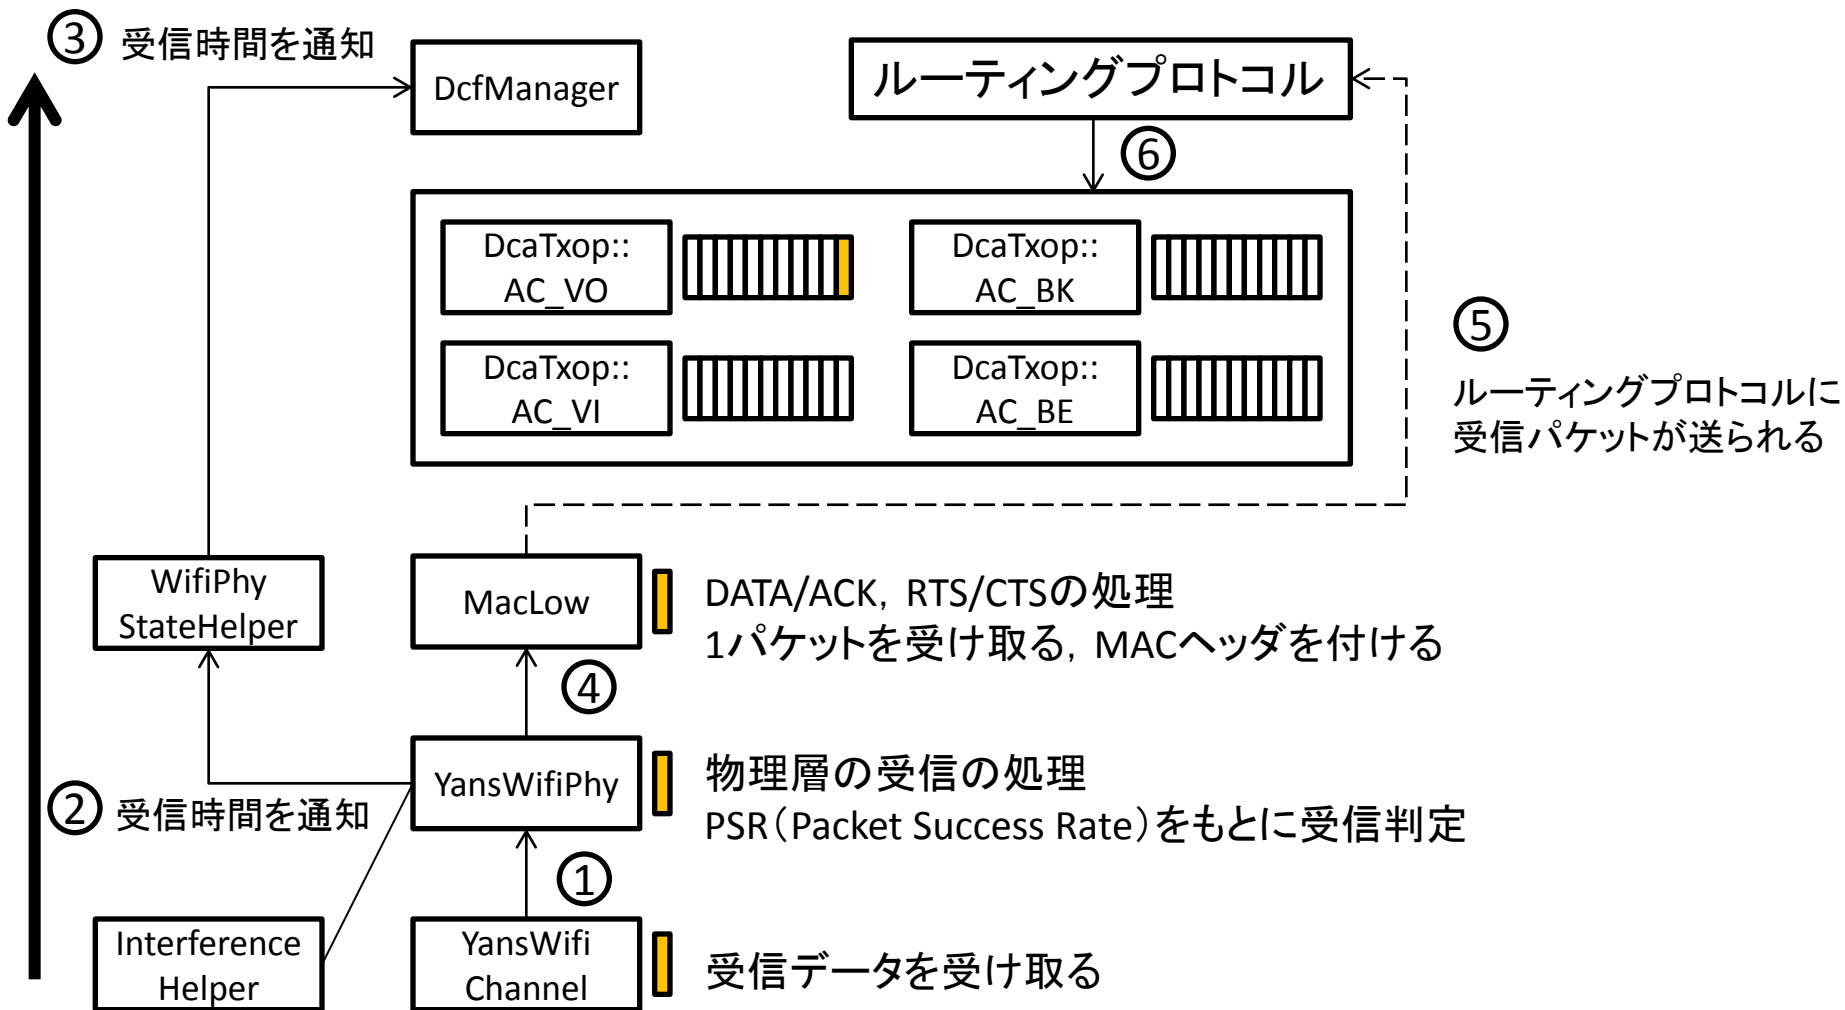 ③ 受信時間を通知
DcfManager
ルーティングプロトコル
⑥
DcaTxop::
AC_VO
DcaTxop::
AC_BK
DcaTxop::
AC_VI
DcaTxop::
AC_BE
⑤
ルーティングプロトコルに
受信パケットが送られる
WifiPhy
StateHelper
MacLow
DATA/ACK，RTS/CTSの処理
1パケットを受け取る，MACヘッダを付ける
④
YansWifiPhy
物理層の受信の処理
PSR（Packet Success Rate）をもとに受信判定
② 受信時間を通知
①
Interference
Helper
YansWifi
Channel
受信データを受け取る